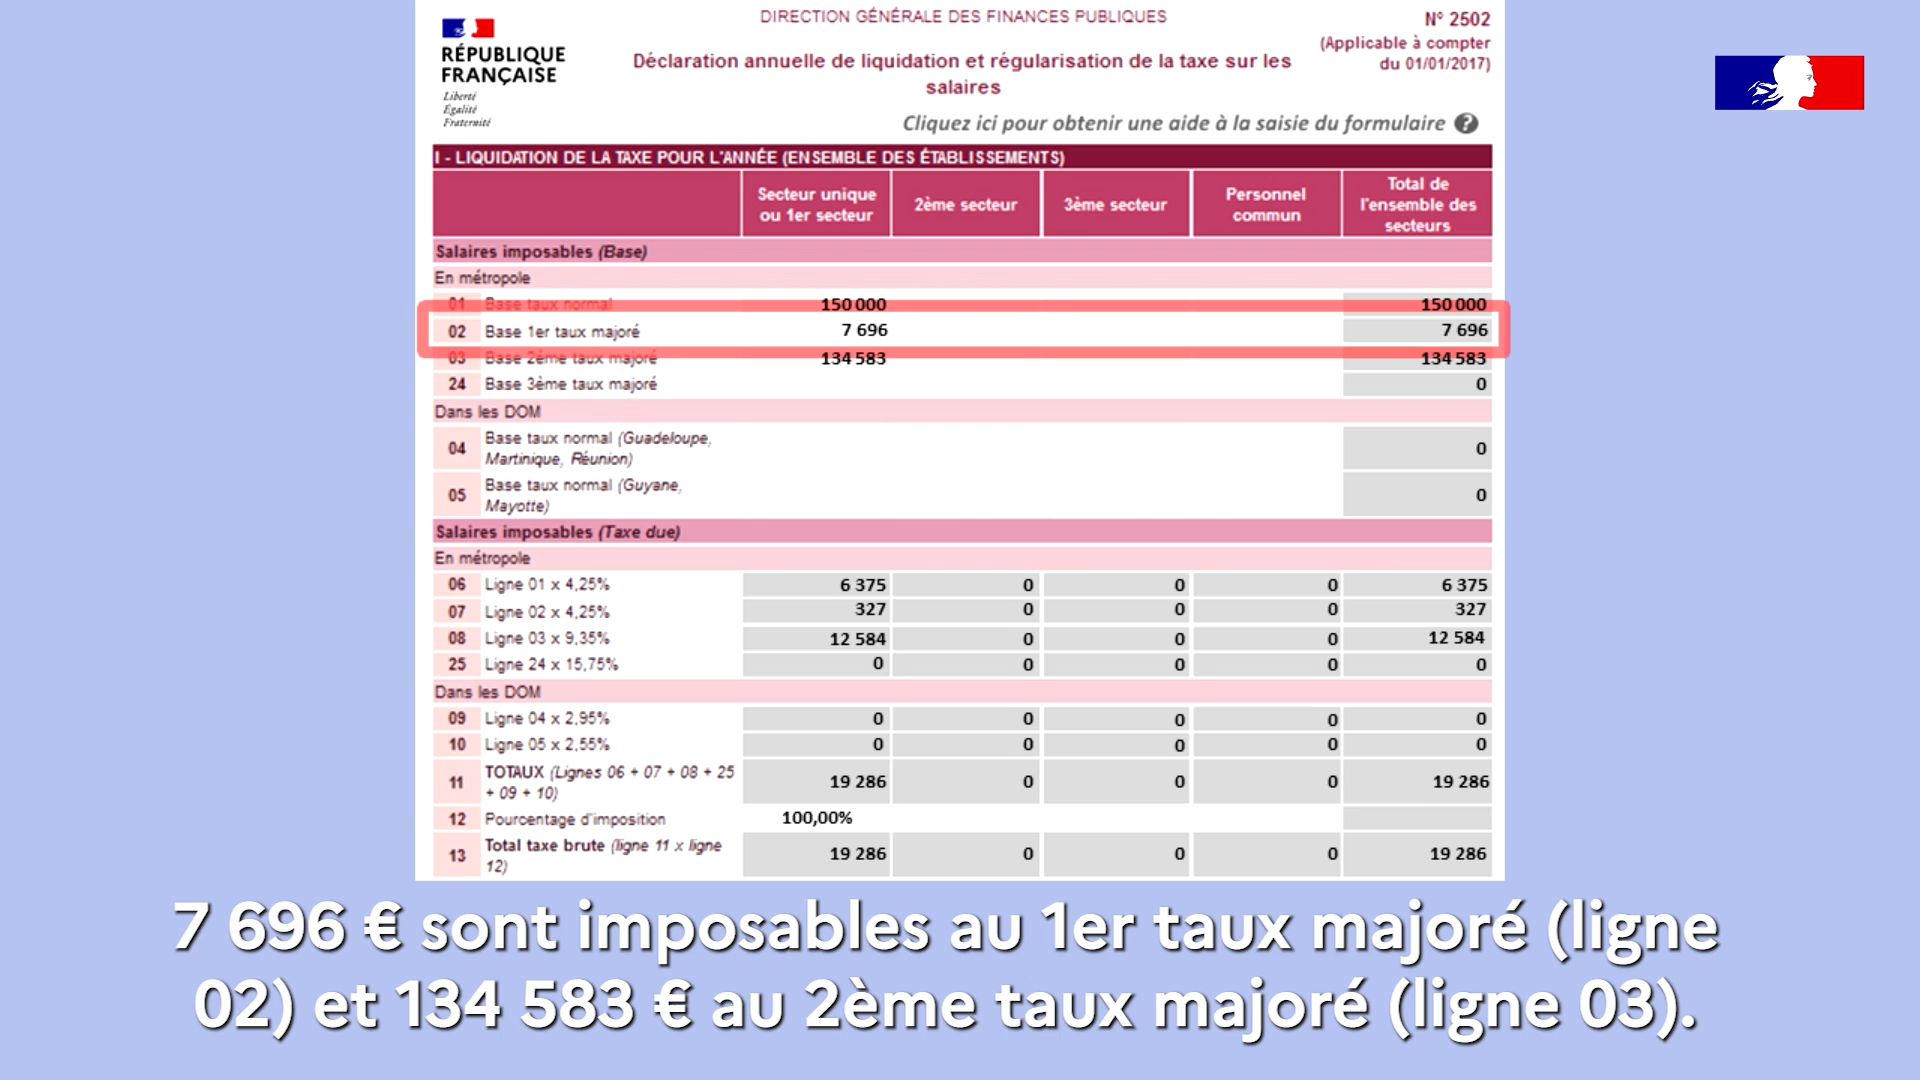 DIRECTION GÉNÉRALE DES FINANCES PUBLIQUES
N° 2502
(Applicable à compter
du 01/01/2017)
RÉPUBLIQUE
FRANÇAISE
Liberté
Égalité
Fraternité
Déclaration annuelle de liquidation et régularisation de la taxe sur les
salaires
Cliquez ici pour obtenir une aide à la saisie du formulaire ?
I - LIQUIDATION DE LA TAXE POUR L'ANNÉE (ENSEMBLE DES ÉTABLISSEMENTS)
Secteur unique ou 1er secteur 2ème secteur 3ème secteur Personnel commun Total de l'ensemble des secteurs
Salaires imposables (Base)
En métropole
01 Base taux normal 150 000 150 000
02 Base 1er taux majoré 7 696 7 696
03 Base 2ème taux majoré 134 583 134 583
24 Base 3ème taux majoré 0
Dans les DOM
04 Base taux normal (Guadeloupe, Martinique, Réunion) 0
05 Base taux normal (Guyane, Mayotte) 0
Salaires imposables (Taxe due)
En métropole
06 Ligne 01 x 4,25% 6 375 0 0 0 6 375
07 Ligne 02 x 4,25% 327 0 0 0 327
08 Ligne 03 x 9,35% 12 584 0 0 0 12 584
25 Ligne 24 x 15,75% 0 0 0 0 0
Dans les DOM
09 Ligne 04 x 2,95% 0 0 0 0 0
10 Ligne 05 x 2,55% 0 0 0 0 0
11 TOTAUX (Lignes 06 + 07 + 08 + 25 + 09 + 10) 19 286 0 0 0 19 286
12 Pourcentage d'imposition 100,00%
13 Total taxe brute (ligne 11 x ligne 12) 19 286 0 0 0 19 286
7 696 € sont imposables au 1er taux majoré (ligne
02) et 134 583 € au 2ème taux majoré (ligne 03).